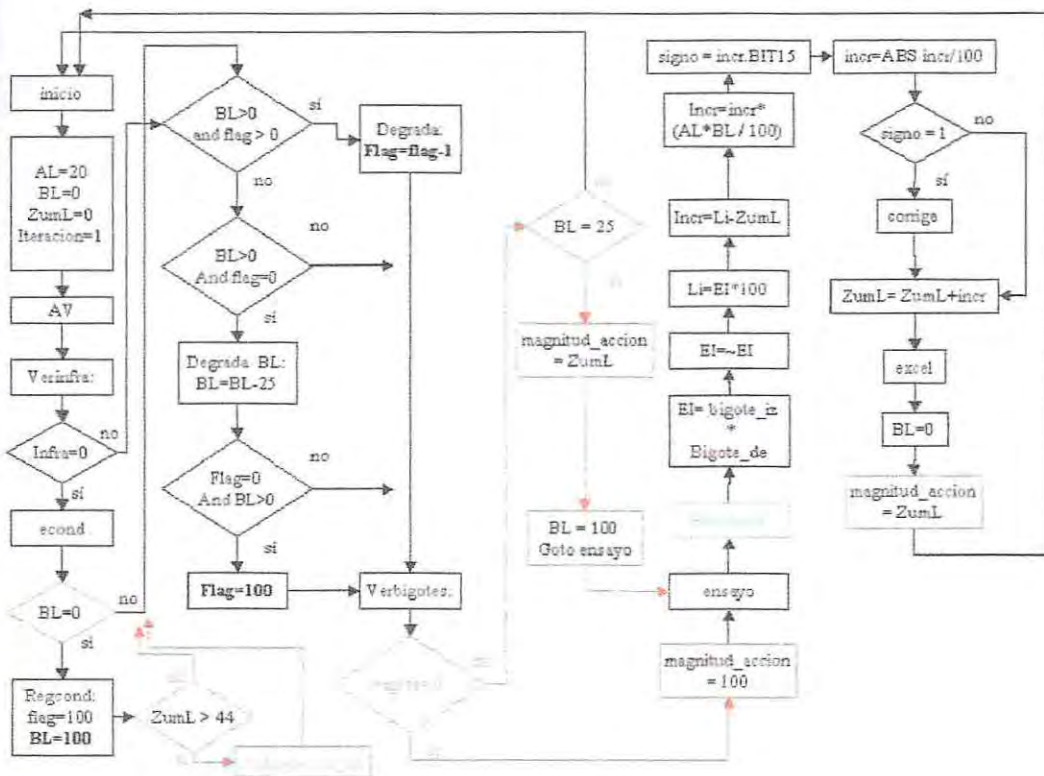 inicio
AL=20
BL=0
ZumL=0
Iteracion=1
AV
Verinfra:
Infra=0
no
sí
econd
BL=0
no
sí
Regcond:
flag=100
BL=100
ZumL > 44
BL>0
and flag > 0
sí
no
Degrada:
Flag=flag-1
BL>0
And flag=0
no
sí
Degrada BL:
BL=BL-25
Flag=0
And BL>0
no
sí
Flag=100
Verbigotes:
BL = 25
magnitud_accion
= ZumL
BL = 100
Goto ensayo
signo = incr.BIT15
Incr=incr*
(AL*BL / 100)
Incr=Li-ZumL
Li=EI*100
EI=~EI
EI= bigote_iz
*
Bigote_de
ensayo
magnitud_accion
= 100
incr=ABS incr/100
signo = 1
no
sí
corrige
ZumL= ZumL+incr
excel
BL=0
magnitud_accion
= ZumL